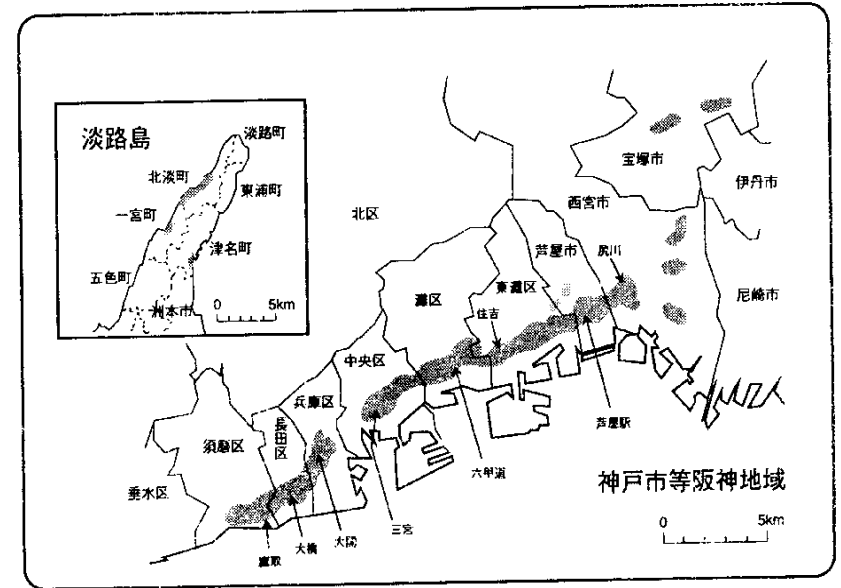 淡路島
淡路町
北淡町
東浦町
一宮町
津名町
五色町
洲本市
0 5km
宝塚市
伊丹市
西宮市
北区
芦屋市
尻川
東灘区
灘区
住吉
尼崎市
中央区
兵庫区
長田区
須磨区
芦屋駅
垂水区
六甲道
神戸市等阪神地域
三宮
大開
大橋
鷹取
0 5km